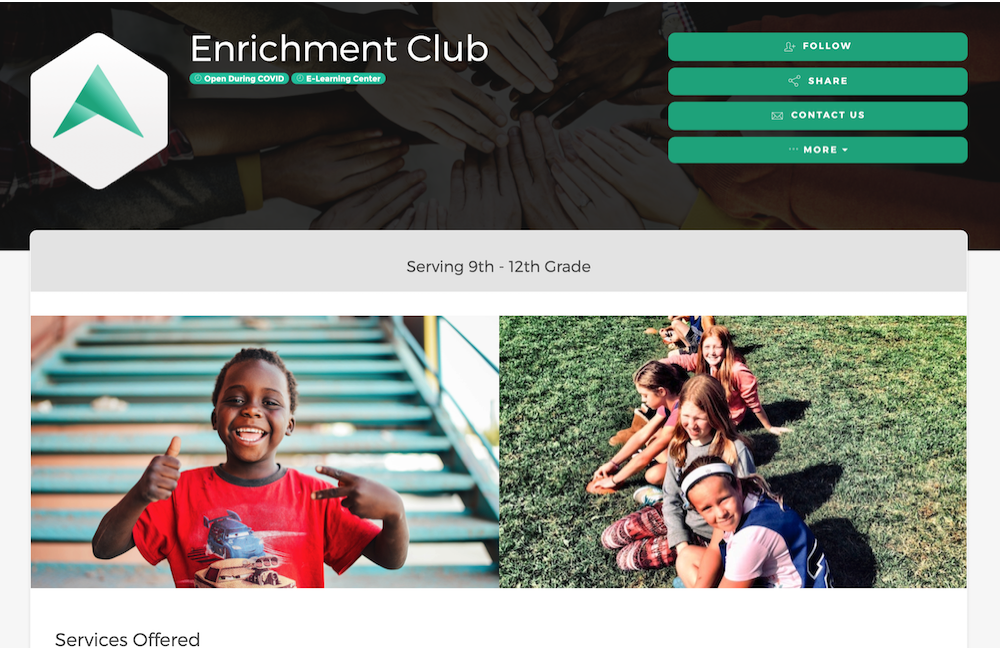 Enrichment Club
Open During COVID E-Learning Center
FOLLOW
SHARE
CONTACT US
··· MORE
Serving 9th - 12th Grade
Services Offered